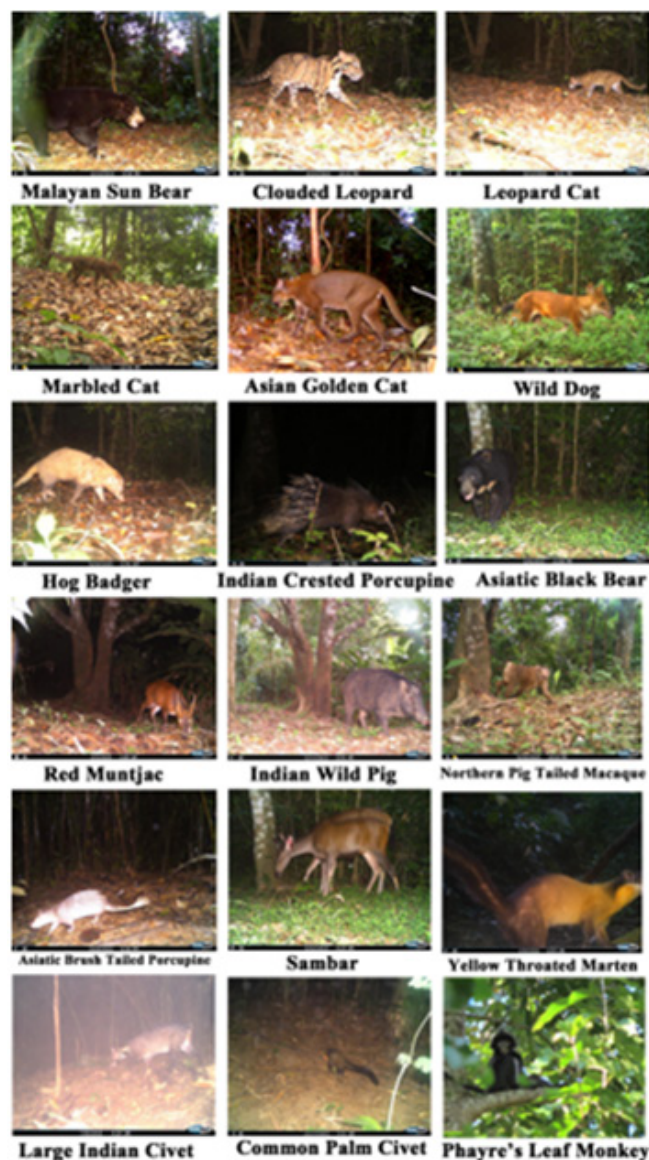 Malayan Sun Bear
Clouded Leopard
Leopard Cat
Marbled Cat
Asian Golden Cat
Wild Dog
Hog Badger
Indian Crested Porcupine
Asiatic Black Bear
Red Muntjac
Indian Wild Pig
Northern Pig Tailed Macaque
Asiatic Brush Tailed Porcupine
Sambar
Yellow Throated Marten
Large Indian Civet
Common Palm Civet
Phayre's Leaf Monkey